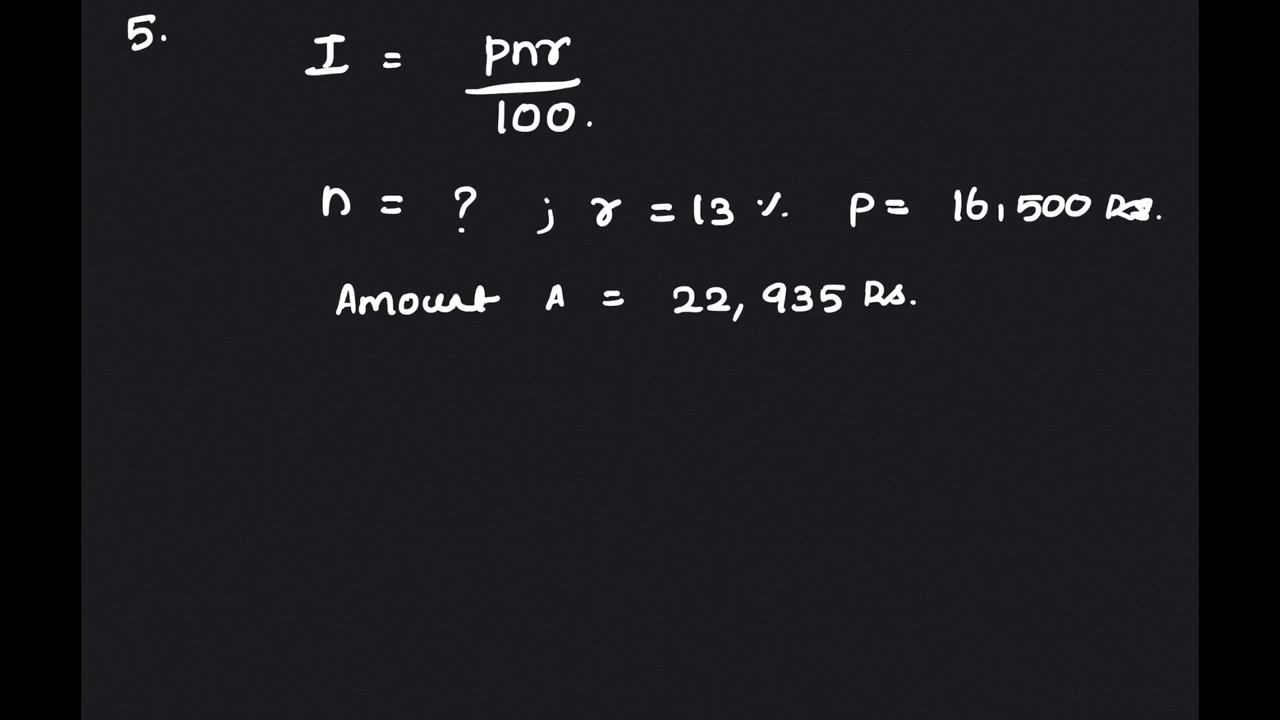 5. I = pnr / 100.
n = ? ; r = 13 % P = 16,500 Rs.
Amount A = 22, 935 Rs.